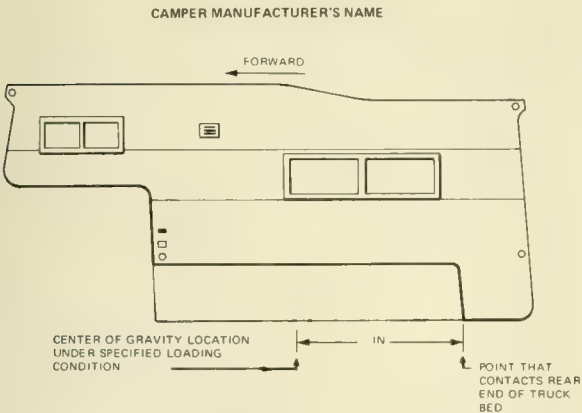 CAMPER MANUFACTURER'S NAME
FORWARD
CENTER OF GRAVITY LOCATION
UNDER SPECIFIED LOADING
CONDITION
IN
POINT THAT
CONTACTS REAR
END OF TRUCK
BED